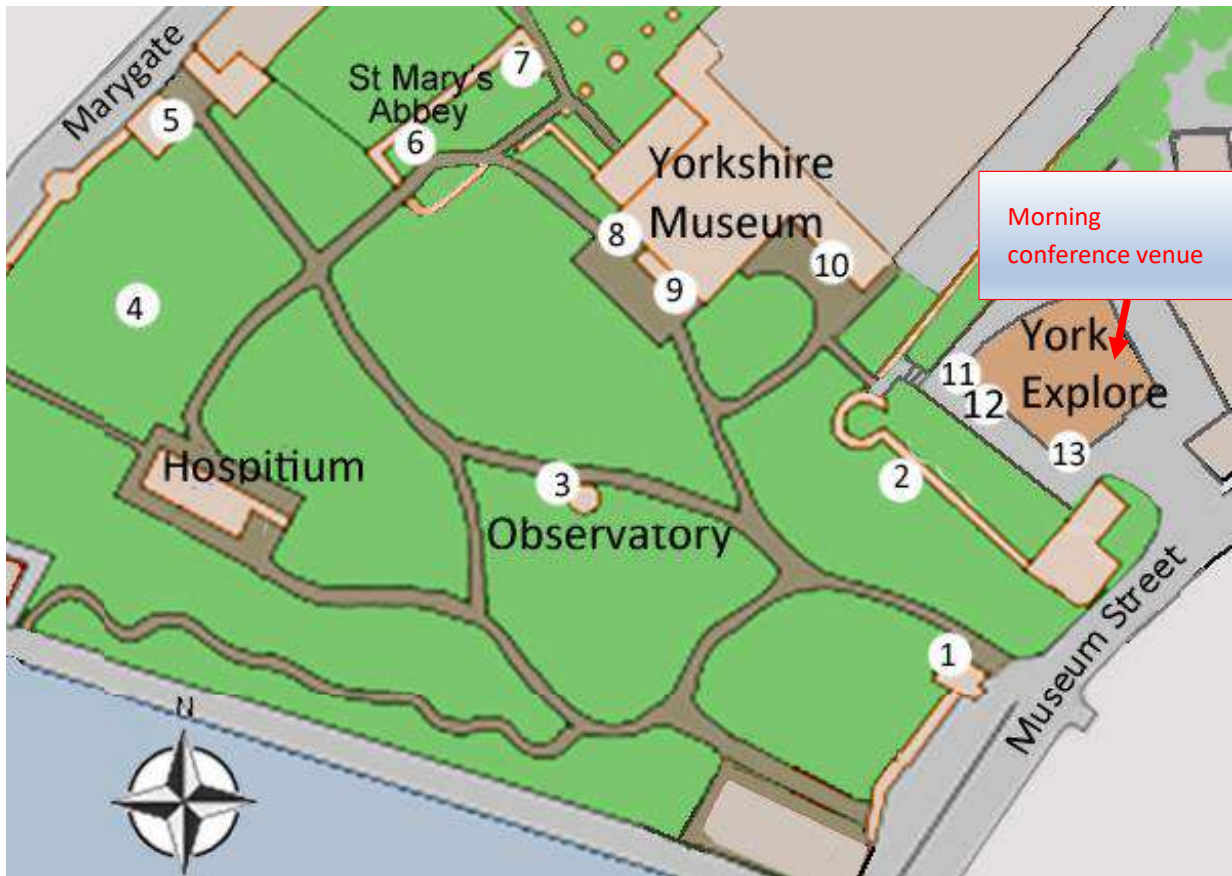 Marygate
7
St Mary's
Abbey
5
6
Yorkshire
Museum
Morning
conference venue
8
10
4
9
York
Explore
11
12
13
Hospitium
3
2
Observatory
1
Museum Street
N